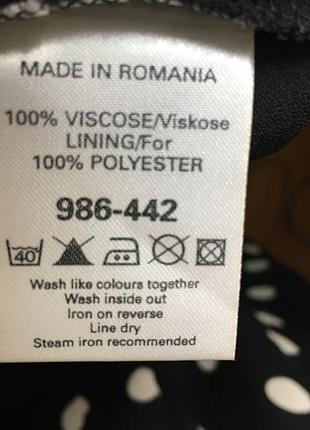 MADE IN ROMANIA
100% VISCOSE/Viskose
LINING/For
100% POLYESTER
986-442
40
Wash like colours together
Wash inside out
Iron on reverse
Line dry
Steam iron recommended